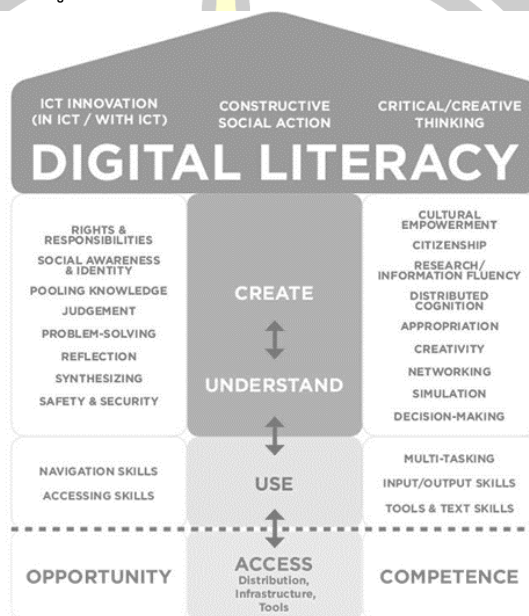 ICT INNOVATION
(IN ICT / WITH ICT)
CONSTRUCTIVE
SOCIAL ACTION
CRITICAL/CREATIVE
THINKING
DIGITAL LITERACY
RIGHTS &
RESPONSIBILITIES
SOCIAL AWARENESS
& IDENTITY
POOLING KNOWLEDGE
JUDGEMENT
PROBLEM-SOLVING
REFLECTION
SYNTHESIZING
SAFETY & SECURITY
CREATE
UNDERSTAND
CULTURAL
EMPOWERMENT
CITIZENSHIP
RESEARCH/
INFORMATION FLUENCY
DISTRIBUTED
COGNITION
APPROPRIATION
CREATIVITY
NETWORKING
SIMULATION
DECISION-MAKING
NAVIGATION SKILLS
ACCESSING SKILLS
USE
MULTI-TASKING
INPUT/OUTPUT SKILLS
TOOLS & TEXT SKILLS
OPPORTUNITY
ACCESS
Distribution,
Infrastructure,
Tools
COMPETENCE